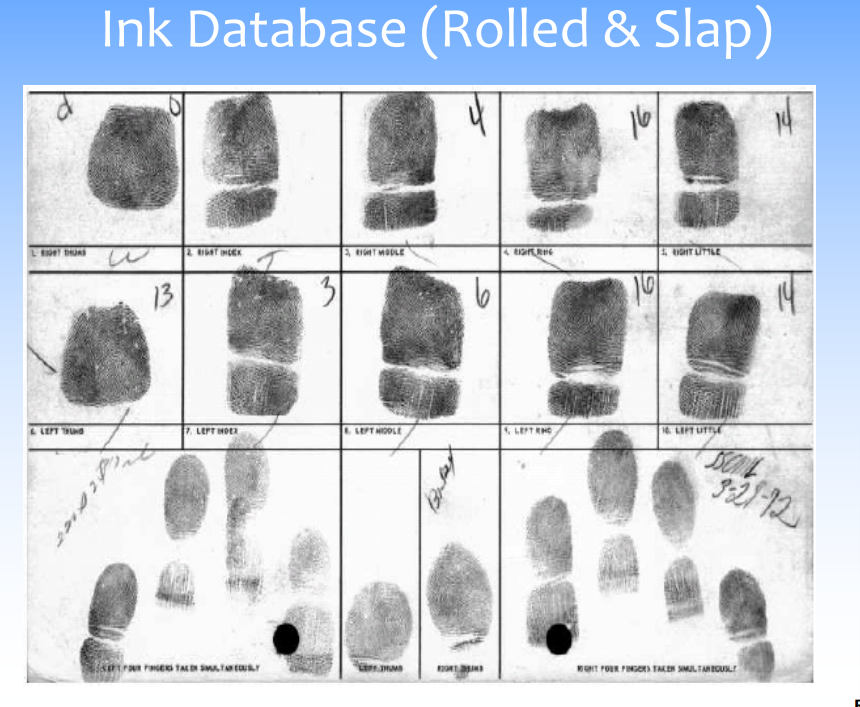 Ink Database (Rolled & Slap)
d 0 4 16 14
1. RIGHT THUMB 2. RIGHT INDEX 3. RIGHT MIDDLE 4. RIGHT RING 5. RIGHT LITTLE
W T
13 3 6 16 14
6. LEFT THUMB 7. LEFT INDEX 8. LEFT MIDDLE 9. LEFT RING 10. LEFT LITTLE
3-28-92
LEFT FOUR FINGERS TAKEN SIMULTANEOUSLY LEFT THUMB RIGHT THUMB RIGHT FOUR FINGERS TAKEN SIMULTANEOUSLY